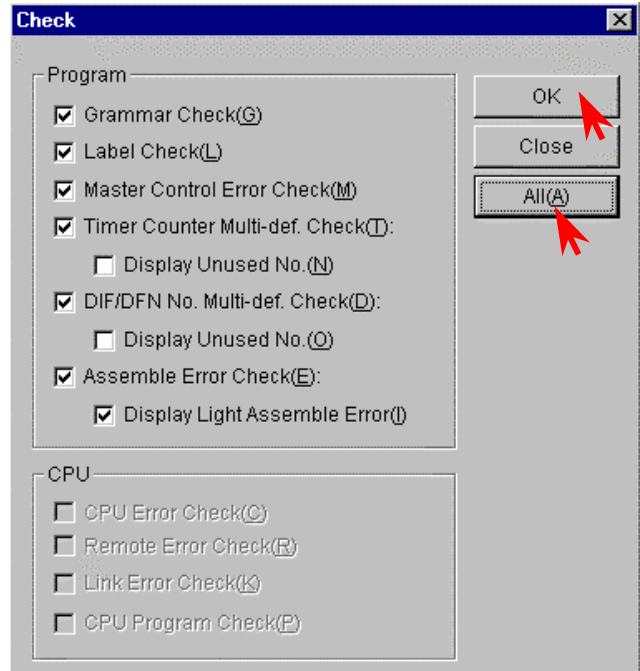 Check
Program
Grammar Check(G)
Label Check(L)
Master Control Error Check(M)
Timer Counter Multi-def. Check(T):
Display Unused No.(N)
DIF/DFN No. Multi-def. Check(D):
Display Unused No.(O)
Assemble Error Check(E):
Display Light Assemble Error(I)
OK
Close
All(A)
CPU
CPU Error Check(C)
Remote Error Check(R)
Link Error Check(K)
CPU Program Check(P)